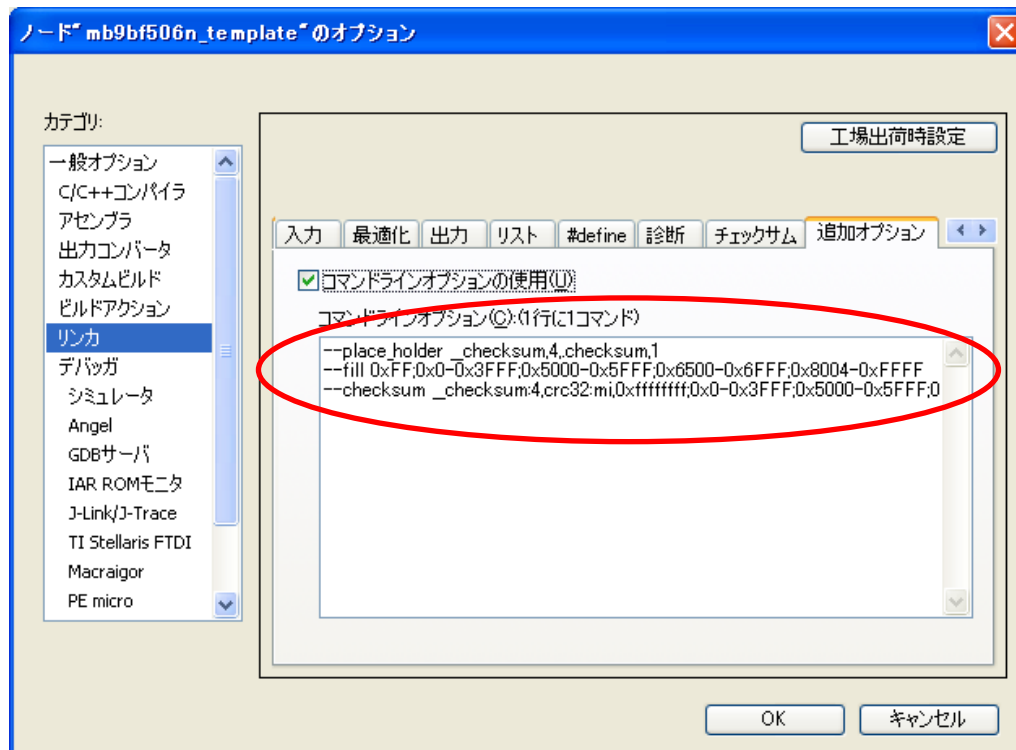 ノード"mb9bf506n_template"のオプション
カテゴリ:
一般オプション
C/C++コンパイラ
アセンブラ
出力コンバータ
カスタムビルド
ビルドアクション
リンカ
デバッガ
シミュレータ
Angel
GDBサーバ
IAR ROMモニタ
J-Link/J-Trace
TI Stellaris FTDI
Macraigor
PE micro
工場出荷時設定
入力 最適化 出力 リスト #define 診断 チェックサム 追加オプション
コマンドラインオプションの使用(U)
コマンドラインオプション(C):(1行に1コマンド)
--place_holder __checksum,4,.checksum,1
--fill 0xFF;0x0-0x3FFF;0x5000-0x5FFF;0x6500-0x6FFF;0x8004-0xFFFF
--checksum __checksum:4,crc32:mi,0xffffffff;0x0-0x3FFF;0x5000-0x5FFF;0
OK キャンセル